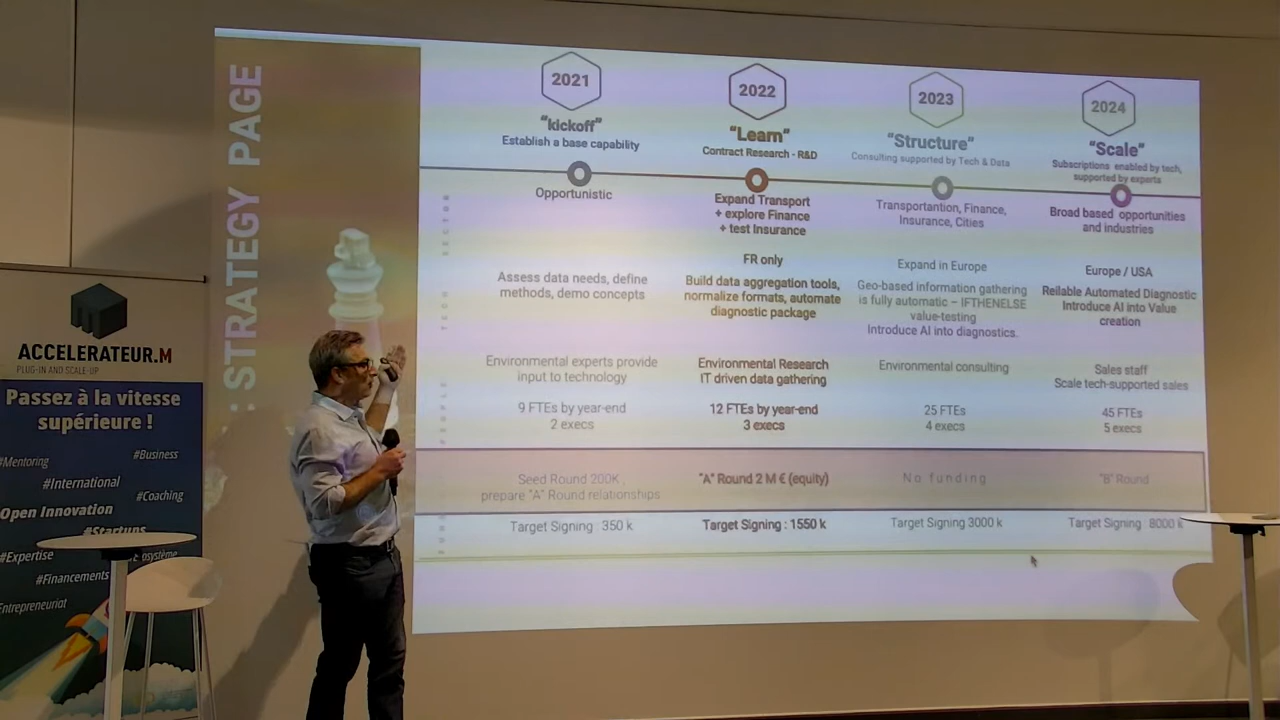 : STRATEGY PAGE
2021
"kickoff"
Establish a base capability
Opportunistic
Assess data needs, define
methods, demo concepts
Environmental experts provide
input to technology
9 FTEs by year-end
2 execs
Seed Round 200K ,
prepare "A" Round relationships
Target Signing : 350 k
2022
"Learn"
Contract Research - R&D
Expand Transport
+ explore Finance
+ test Insurance
FR only
Build data aggregation tools,
normalize formats, automate
diagnostic package
Environmental Research
IT driven data gathering
12 FTEs by year-end
3 execs
"A" Round 2 M € (equity)
Target Signing : 1550 k
2023
"Structure"
Consulting supported by Tech & Data
Transportantion, Finance,
Insurance, Cities
Expand in Europe
Geo-based information gathering
is fully automatic – IFTHENELSE
value-testing
Introduce AI into diagnostics.
Environmental consulting
25 FTEs
4 execs
No funding
Target Signing 3000 k
2024
"Scale"
Subscriptions enabled by tech,
supported by experts
Broad based opportunities
and industries
Europe / USA
Reilable Automated Diagnostic
Introduce AI into Value
creation
Sales staff
Scale tech-supported sales
45 FTEs
5 execs
"B" Round
Target Signing : 8000 k
SECTOR
TECH
PEOPLE
ACCELERATEUR.M
PLUG-IN AND SCALE-UP
Passez à la vitesse
supérieure !
#Mentoring
#Business
#International
#Coaching
Open Innovation
#Startups
#Expertise
#Financements
Entrepreneuriat